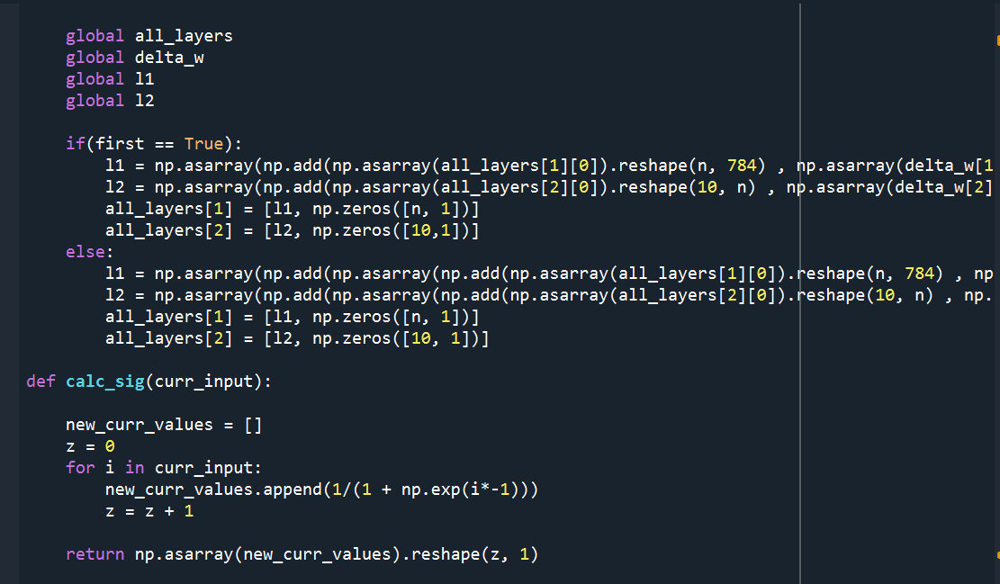 global all_layers
global delta_w
global l1
global l2
if(first == True):
l1 = np.asarray(np.add(np.asarray(all_layers[1][0]).reshape(n, 784) , np.asarray(delta_w[1
l2 = np.asarray(np.add(np.asarray(all_layers[2][0]).reshape(10, n) , np.asarray(delta_w[2]
all_layers[1] = [l1, np.zeros([n, 1])]
all_layers[2] = [l2, np.zeros([10,1])]
else:
l1 = np.asarray(np.add(np.asarray(np.add(np.asarray(all_layers[1][0]).reshape(n, 784) , np
l2 = np.asarray(np.add(np.asarray(np.add(np.asarray(all_layers[2][0]).reshape(10, n) , np.
all_layers[1] = [l1, np.zeros([n, 1])]
all_layers[2] = [l2, np.zeros([10, 1])]
def calc_sig(curr_input):
new_curr_values = []
z = 0
for i in curr_input:
new_curr_values.append(1/(1 + np.exp(i*-1)))
z = z + 1
return np.asarray(new_curr_values).reshape(z, 1)